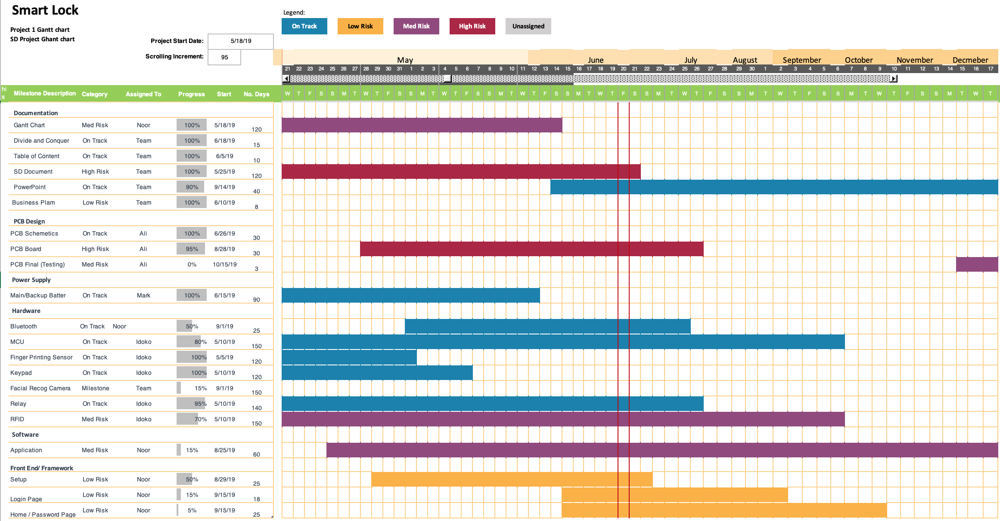 Smart Lock
Legend:
On Track Low Risk Med Risk High Risk Unassigned
Project 1 Gantt chart
SD Project Ghant chart
Project Start Date: 5/18/19
Scrolling Increment: 95
May June July August September October November Decmeber
21 22 23 24 25 26 27 28 29 30 31 1 2 3 4 5 6 7 8 9 10 11 12 13 14 15 16 17 18 19 20 21 22 23 24 25 26 27 28 29 30 1 2 3 4 5 6 7 8 9 10 11 12 13 14 15 16 17
hi
s
Milestone Description Category Assigned To Progress Start No. Days W T F S S M T W T F S S M T W T F S S M T W T F S S M T W T F S S M T W T F S S M T W T F S S M T W T F S S M T W T
Documentation
Gantt Chart Med Risk Noor 100% 5/18/19 120
Divide and Conquer On Track Team 100% 6/18/19 15
Table of Content On Track Team 100% 6/5/19 10
SD Document High Risk Team 100% 5/25/19 120
PowerPoint On Track Team 90% 9/14/19 40
Business Plam Low Risk Team 100% 6/10/19 8
PCB Design
PCB Schemetics On Track Ali 100% 6/26/19 30
PCB Board High Risk Ali 95% 8/28/19 30
PCB Final (Testing) Med Risk Ali 0% 10/15/19 3
Power Supply
Main/Backup Batter On Track Mark 100% 6/15/19 90
Hardware
Bluetooth On Track Noor 50% 9/1/19 25
MCU On Track Idoko 80% 5/10/19 150
Finger Printing Sensor On Track Idoko 100% 5/5/19 120
Keypad On Track Idoko 100% 5/10/19 120
Facial Recog Camera Milestone Team 15% 9/1/19 150
Relay On Track Idoko 95% 5/10/19 140
RFID Med Risk Idoko 70% 5/10/19 150
Software
Application Med Risk Noor 15% 8/25/19 60
Front End/ Framework
Setup Low Risk Noor 50% 8/29/19 25
Login Page Low Risk Noor 15% 9/15/19 18
Home / Password Page Low Risk Noor 5% 9/15/19 25